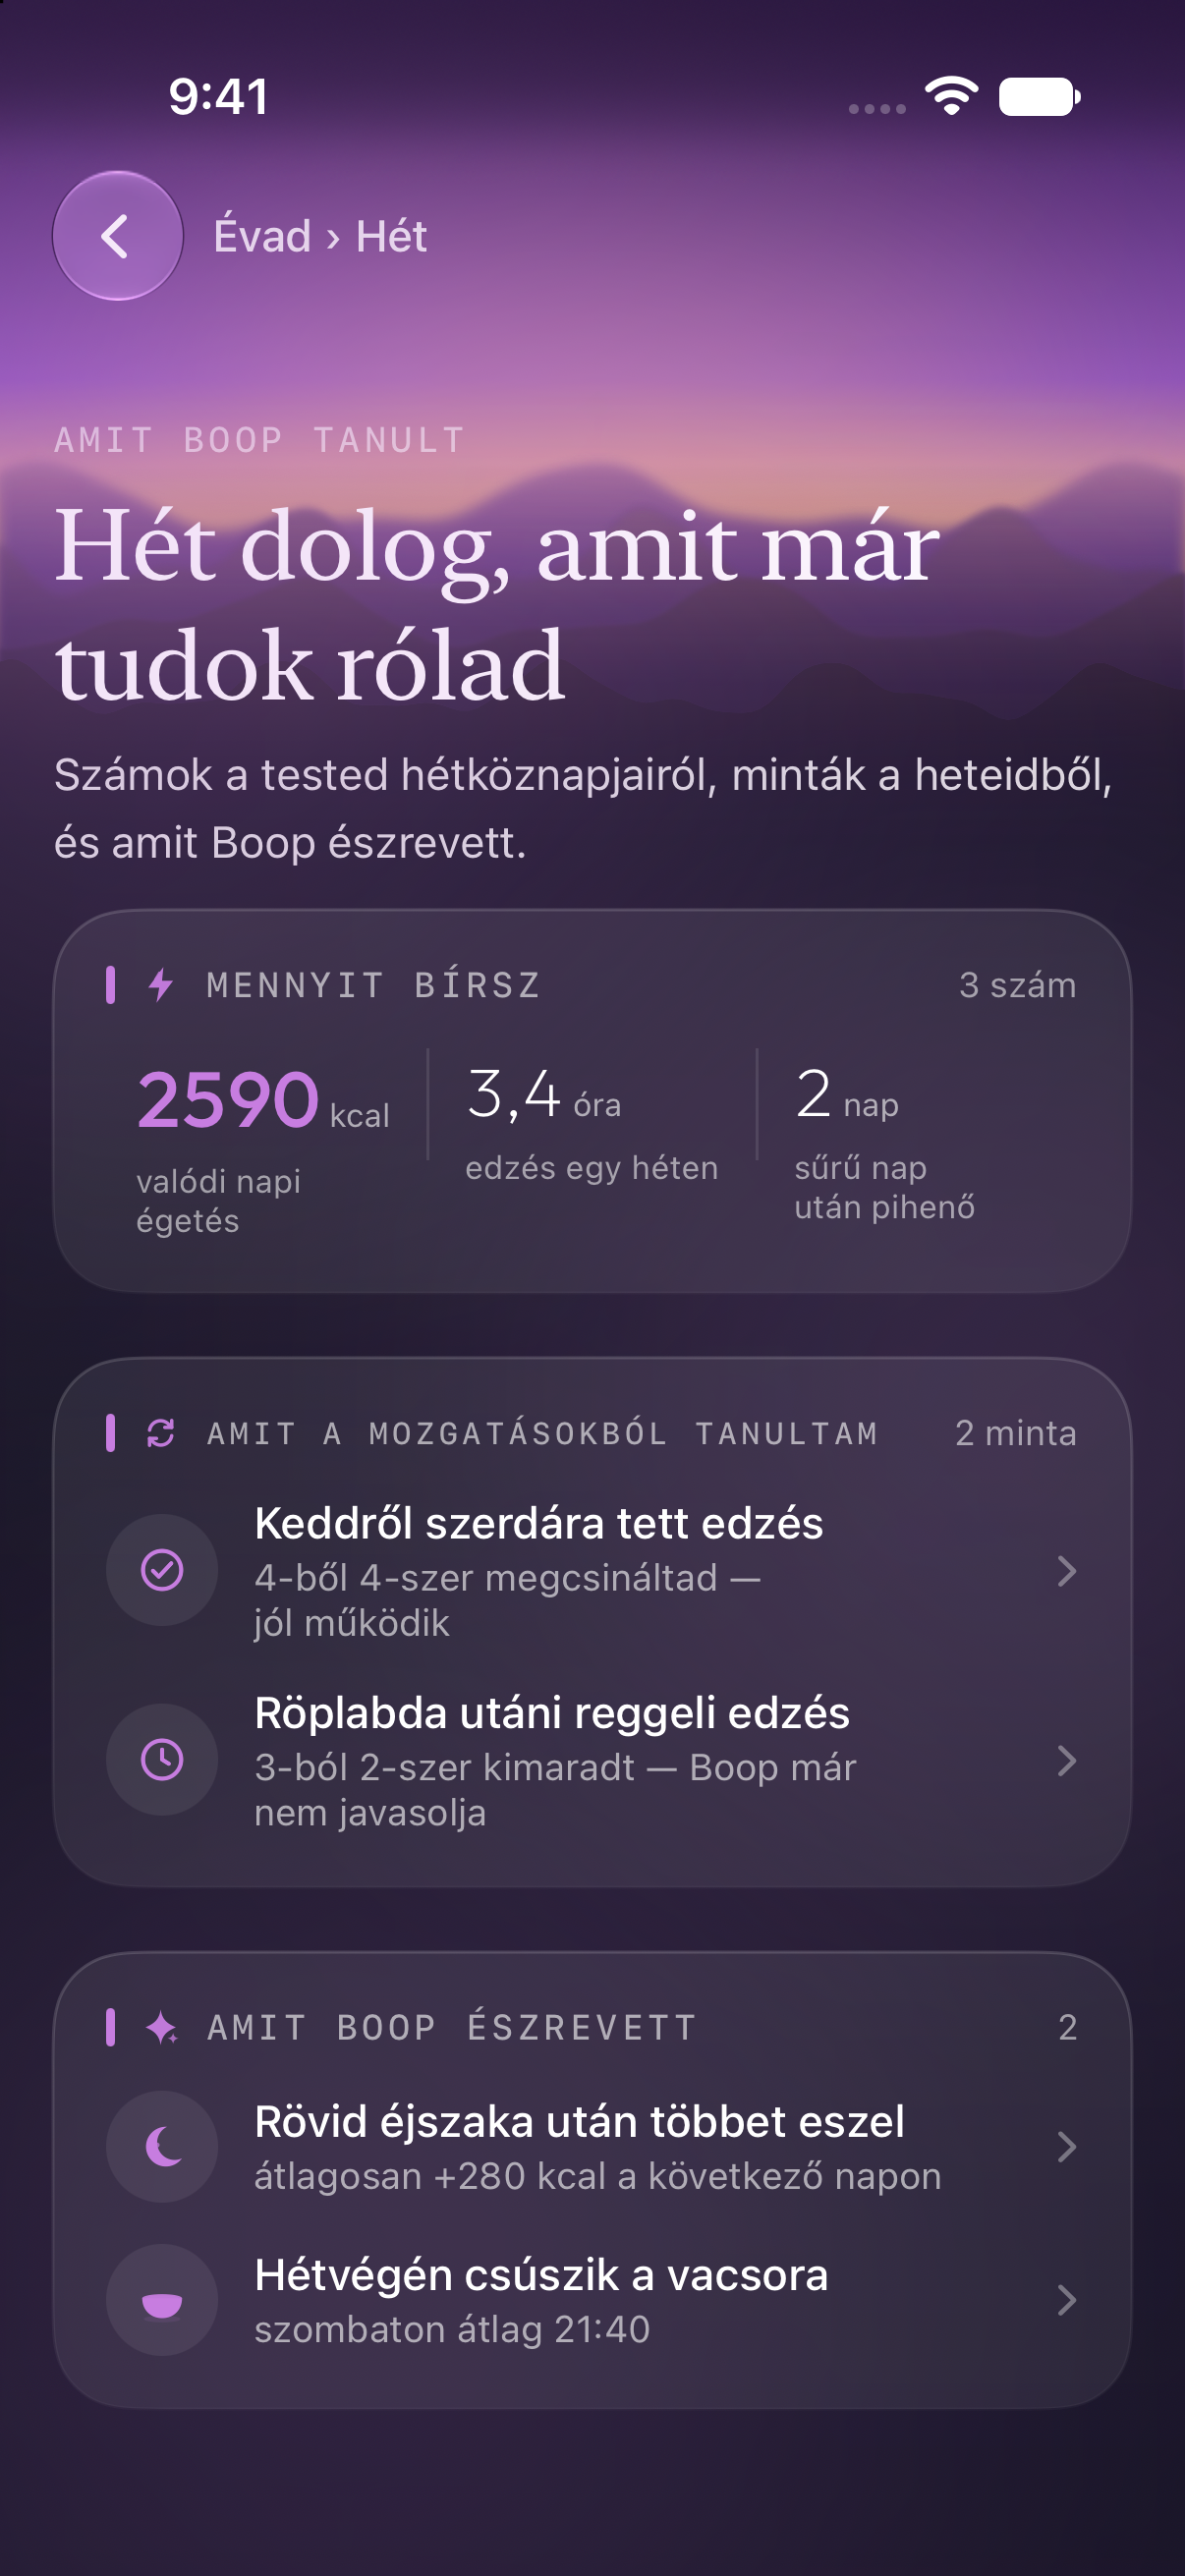 9:41
Évad › Hét
AMIT BOOP TANULT
Hét dolog, amit már
tudok rólad
Számok a tested hétköznapjairól, minták a heteidből,
és amit Boop észrevett.
MENNYIT BÍRSZ
3 szám
2590 kcal
valódi napi
égetés
3,4 óra
edzés egy héten
2 nap
sűrű nap
után pihenő
AMIT A MOZGATÁSOKBÓL TANULTAM
2 minta
Keddről szerdára tett edzés
4-ből 4-szer megcsináltad —
jól működik
Röplabda utáni reggeli edzés
3-ból 2-szer kimaradt — Boop már
nem javasolja
AMIT BOOP ÉSZREVETT
2
Rövid éjszaka után többet eszel
átlagosan +280 kcal a következő napon
Hétvégén csúszik a vacsora
szombaton átlag 21:40